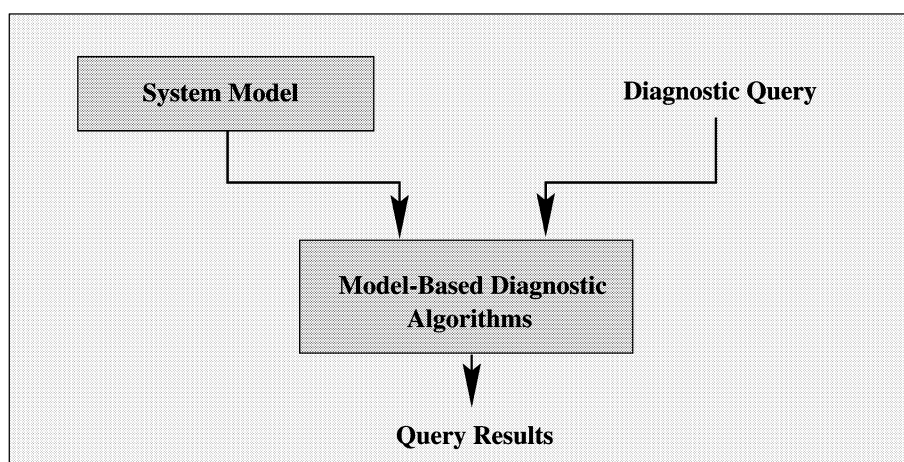 System Model
Diagnostic Query
Model-Based Diagnostic
Algorithms
Query Results